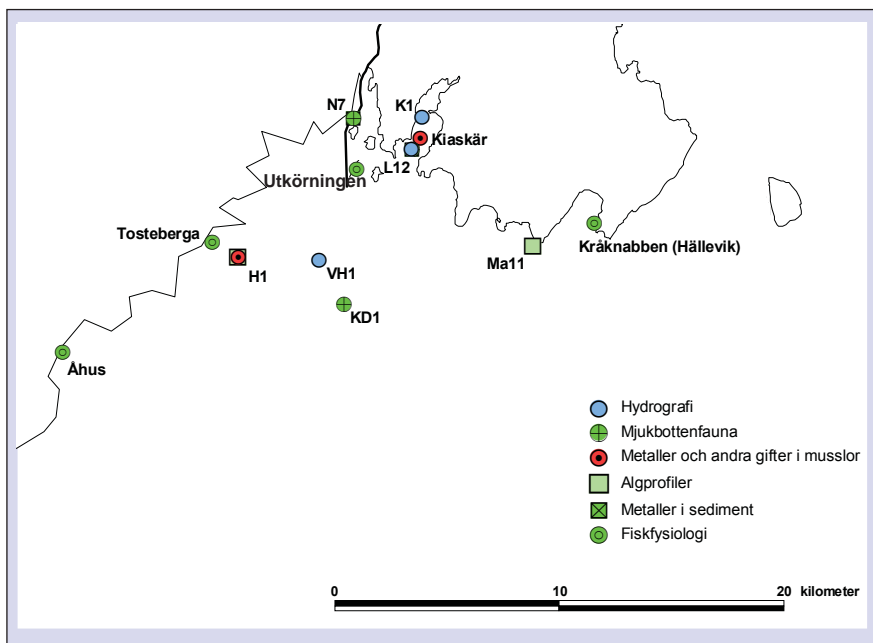 N7
K1
Kiaskär
L12
Utkörningen
Tosteberga
Kråknabben (Hällevik)
Ma11
H1
VH1
KD1
Åhus
Hydrografi
Mjukbottenfauna
Metaller och andra gifter i musslor
Algprofiler
Metaller i sediment
Fiskfysiologi
0 10 20 kilometer